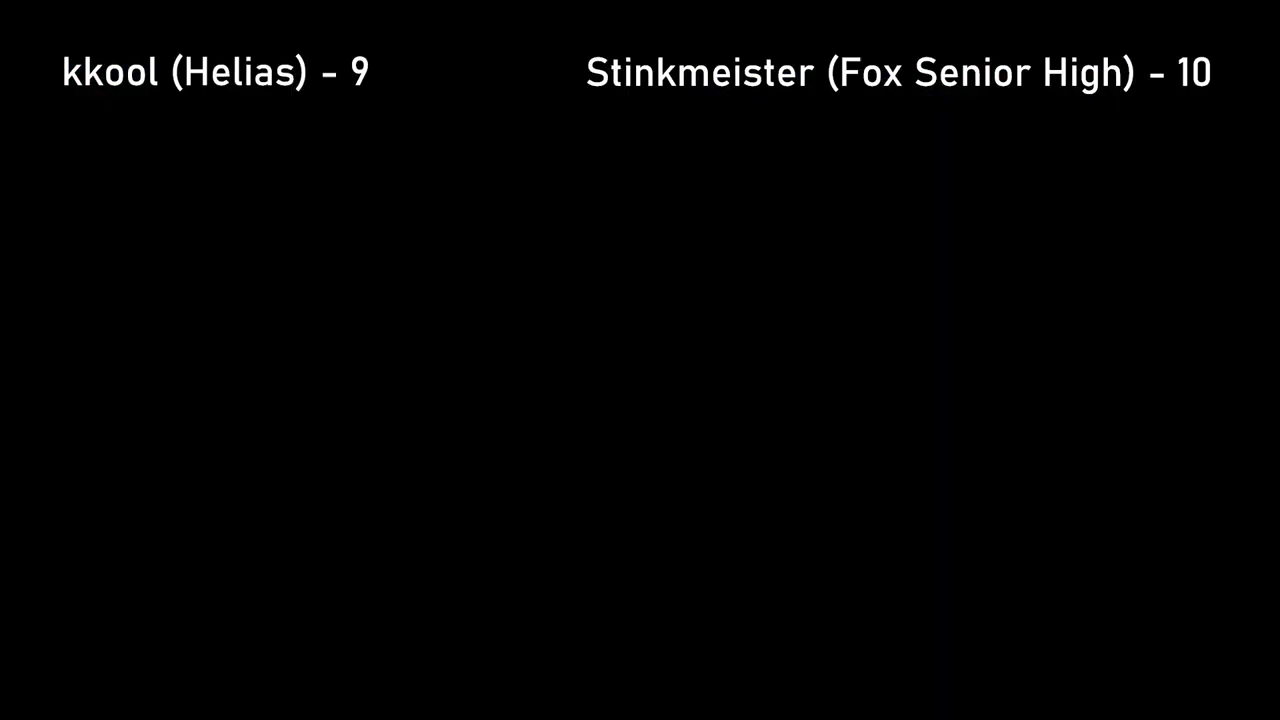 kkool (Helias) - 9
Stinkmeister (Fox Senior High) - 10